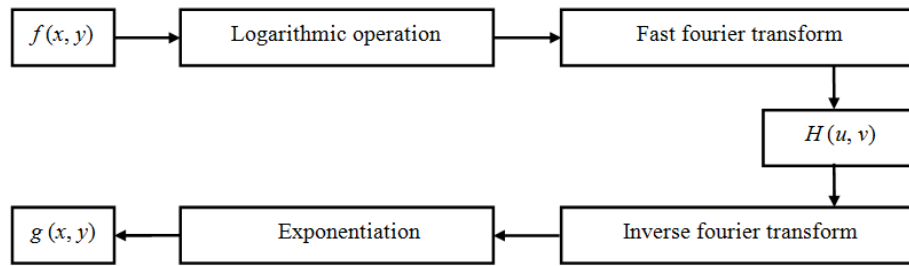 f(x, y)
Logarithmic operation
Fast fourier transform
H(u, v)
Inverse fourier transform
Exponentiation
g(x, y)